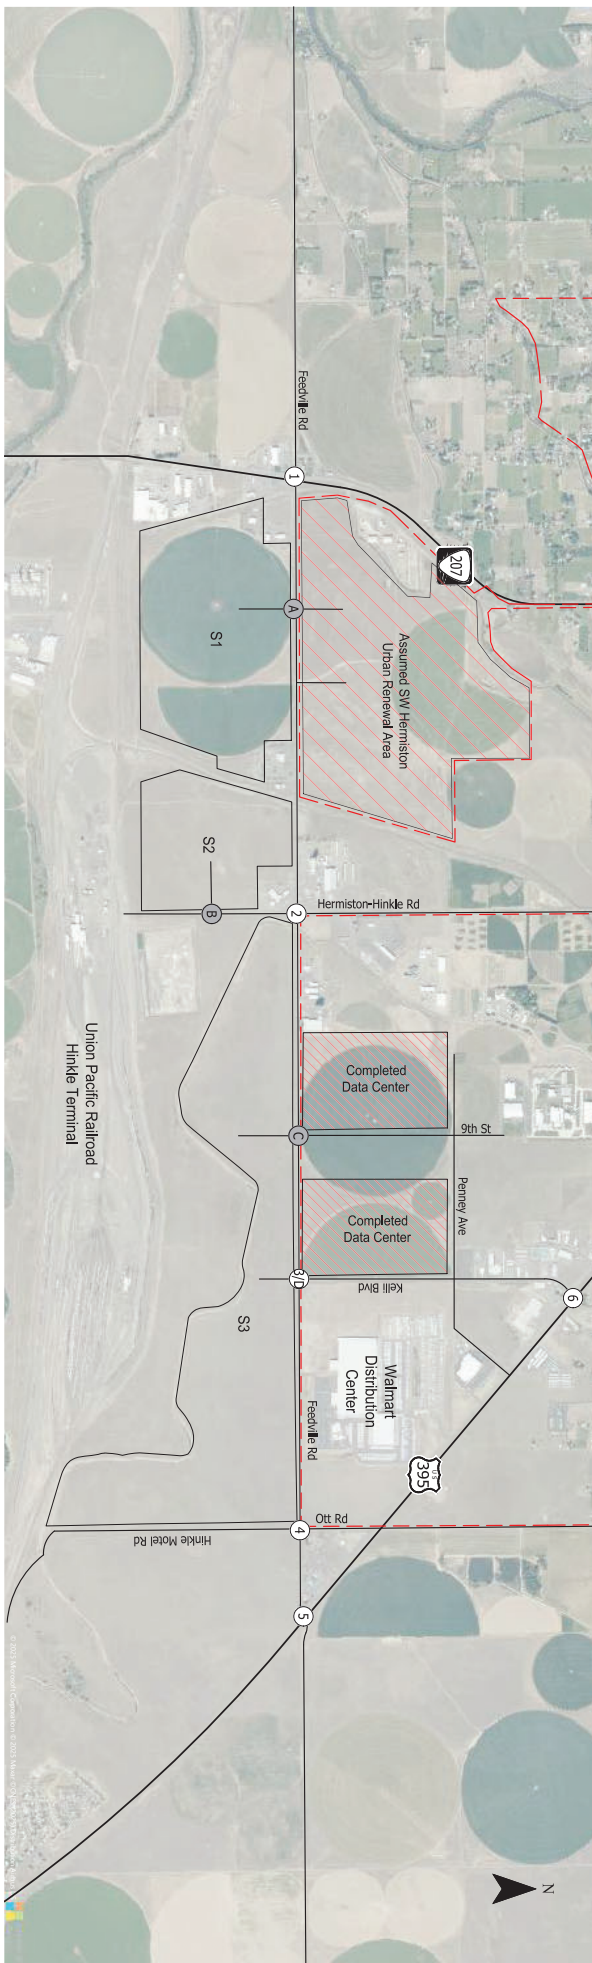 Feedville Rd
1
207
A
S1
Assumed SW Hermiston
Urban Renewal Area
S2
B
2
Hermiston-Hinkle Rd
Union Pacific Railroad
Hinkle Terminal
Completed
Data Center
9th St
C
Penney Ave
Completed
Data Center
3/D
Kelli Blvd
6
S3
Walmart
Distribution
Center
Feedville Rd
US
395
Ott Rd
4
Hinkle Motel Rd
5
N